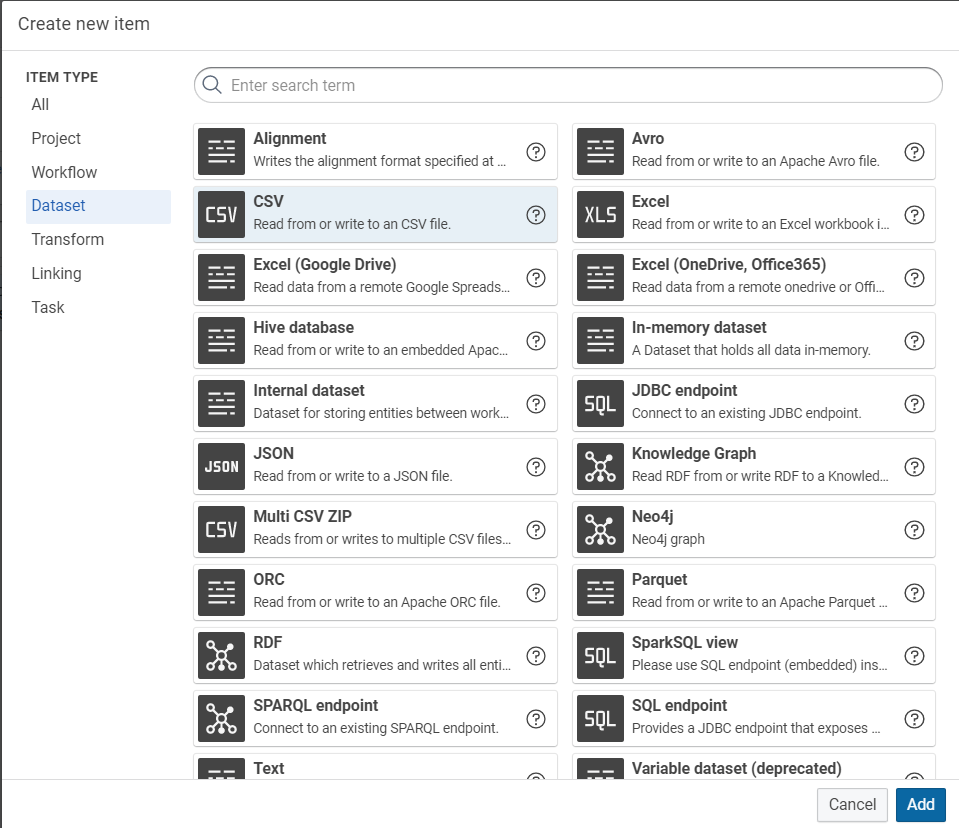 Create new item
ITEM TYPE
All
Project
Workflow
Dataset
Transform
Linking
Task
Enter search term
Alignment
Writes the alignment format specified at ...
Avro
Read from or write to an Apache Avro file.
CSV
CSV
Read from or write to an CSV file.
XLS
Excel
Read from or write to an Excel workbook i...
Excel (Google Drive)
Read data from a remote Google Spreads...
Excel (OneDrive, Office365)
Read data from a remote onedrive or Offi...
Hive database
Read from or write to an embedded Apac...
In-memory dataset
A Dataset that holds all data in-memory.
Internal dataset
Dataset for storing entities between work...
SQL
JDBC endpoint
Connect to an existing JDBC endpoint.
JSON
JSON
Read from or write to a JSON file.
Knowledge Graph
Read RDF from or write RDF to a Knowled...
CSV
Multi CSV ZIP
Reads from or writes to multiple CSV files...
Neo4j
Neo4j graph
ORC
Read from or write to an Apache ORC file.
Parquet
Read from or write to an Apache Parquet ...
RDF
Dataset which retrieves and writes all enti...
SQL
SparkSQL view
Please use SQL endpoint (embedded) ins...
SPARQL endpoint
Connect to an existing SPARQL endpoint.
SQL
SQL endpoint
Provides a JDBC endpoint that exposes ...
Text
Variable dataset (deprecated)
Cancel
Add